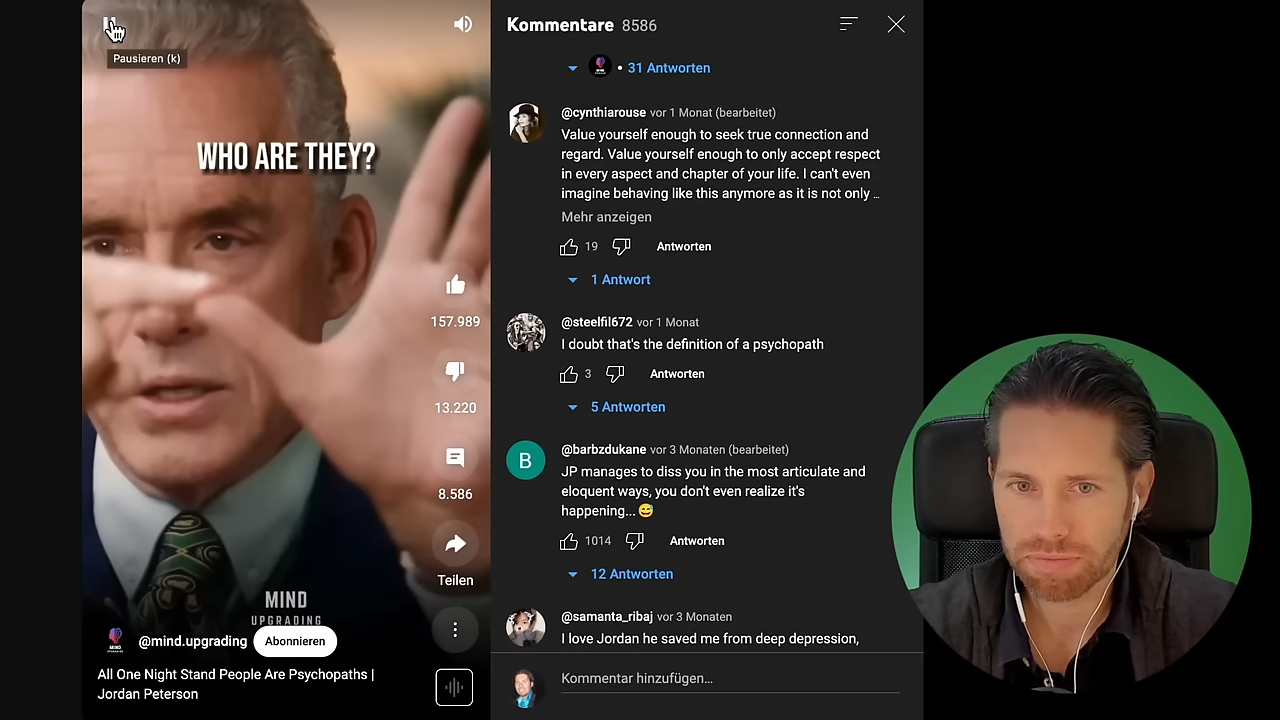 Pausieren (k)
WHO ARE THEY?
157.989
13.220
8.586
Teilen
MIND
UPGRADING
@mind.upgrading
Abonnieren
All One Night Stand People Are Psychopaths |
Jordan Peterson
Kommentare 8586
• 31 Antworten
@cynthiarouse vor 1 Monat (bearbeitet)
Value yourself enough to seek true connection and
regard. Value yourself enough to only accept respect
in every aspect and chapter of your life. I can't even
imagine behaving like this anymore as it is not only …
Mehr anzeigen
19 Antworten
1 Antwort
@steelfil672 vor 1 Monat
I doubt that's the definition of a psychopath
3 Antworten
5 Antworten
@barbzdukane vor 3 Monaten (bearbeitet)
B
JP manages to diss you in the most articulate and
eloquent ways, you don't even realize it's
happening... 😅
1014 Antworten
12 Antworten
@samanta_ribaj vor 3 Monaten
I love Jordan he saved me from deep depression,
Kommentar hinzufügen...